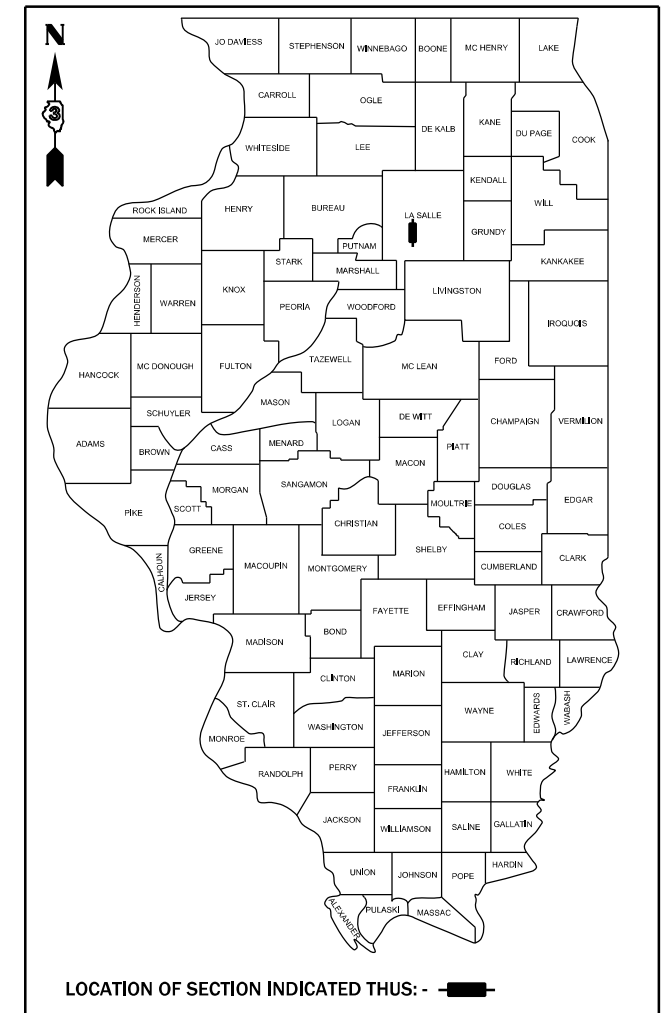 N
3
JO DAVIESS
STEPHENSON
WINNEBAGO
BOONE
MC HENRY
LAKE
CARROLL
OGLE
DE KALB
KANE
DU PAGE
COOK
WHITESIDE
LEE
KENDALL
WILL
ROCK ISLAND
HENRY
BUREAU
LA SALLE
GRUNDY
MERCER
PUTNAM
KANKAKEE
HENDERSON
WARREN
KNOX
STARK
MARSHALL
LIVINGSTON
PEORIA
WOODFORD
IROQUOIS
HANCOCK
MC DONOUGH
FULTON
TAZEWELL
MC LEAN
FORD
SCHUYLER
MASON
LOGAN
DE WITT
CHAMPAIGN
VERMILION
ADAMS
BROWN
CASS
MENARD
MACON
PIATT
PIKE
SCOTT
MORGAN
SANGAMON
CHRISTIAN
MOULTRIE
DOUGLAS
EDGAR
COLES
CALHOUN
GREENE
MACOUPIN
MONTGOMERY
SHELBY
CUMBERLAND
CLARK
JERSEY
FAYETTE
EFFINGHAM
JASPER
CRAWFORD
MADISON
BOND
CLAY
RICHLAND
LAWRENCE
CLINTON
MARION
ST. CLAIR
WAYNE
EDWARDS
WABASH
MONROE
WASHINGTON
JEFFERSON
RANDOLPH
PERRY
HAMILTON
WHITE
FRANKLIN
JACKSON
WILLIAMSON
SALINE
GALLATIN
UNION
JOHNSON
POPE
HARDIN
ALEXANDER
PULASKI
MASSAC
LOCATION OF SECTION INDICATED THUS: -